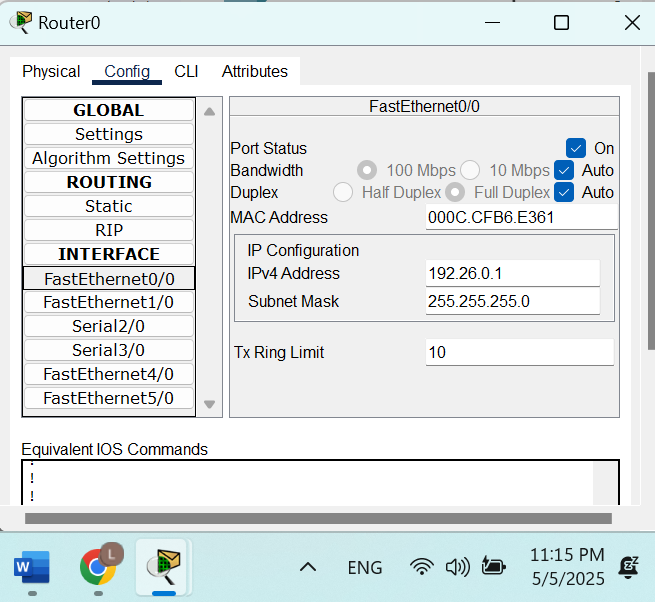 Router0
Physical Config CLI Attributes
GLOBAL
Settings
Algorithm Settings
ROUTING
Static
RIP
INTERFACE
FastEthernet0/0
FastEthernet1/0
Serial2/0
Serial3/0
FastEthernet4/0
FastEthernet5/0
FastEthernet0/0
Port Status On
Bandwidth 100 Mbps 10 Mbps Auto
Duplex Half Duplex Full Duplex Auto
MAC Address 000C.CFB6.E361
IP Configuration
IPv4 Address 192.26.0.1
Subnet Mask 255.255.255.0
Tx Ring Limit 10
Equivalent IOS Commands
!
!
!
W L ENG 11:15 PM
5/5/2025